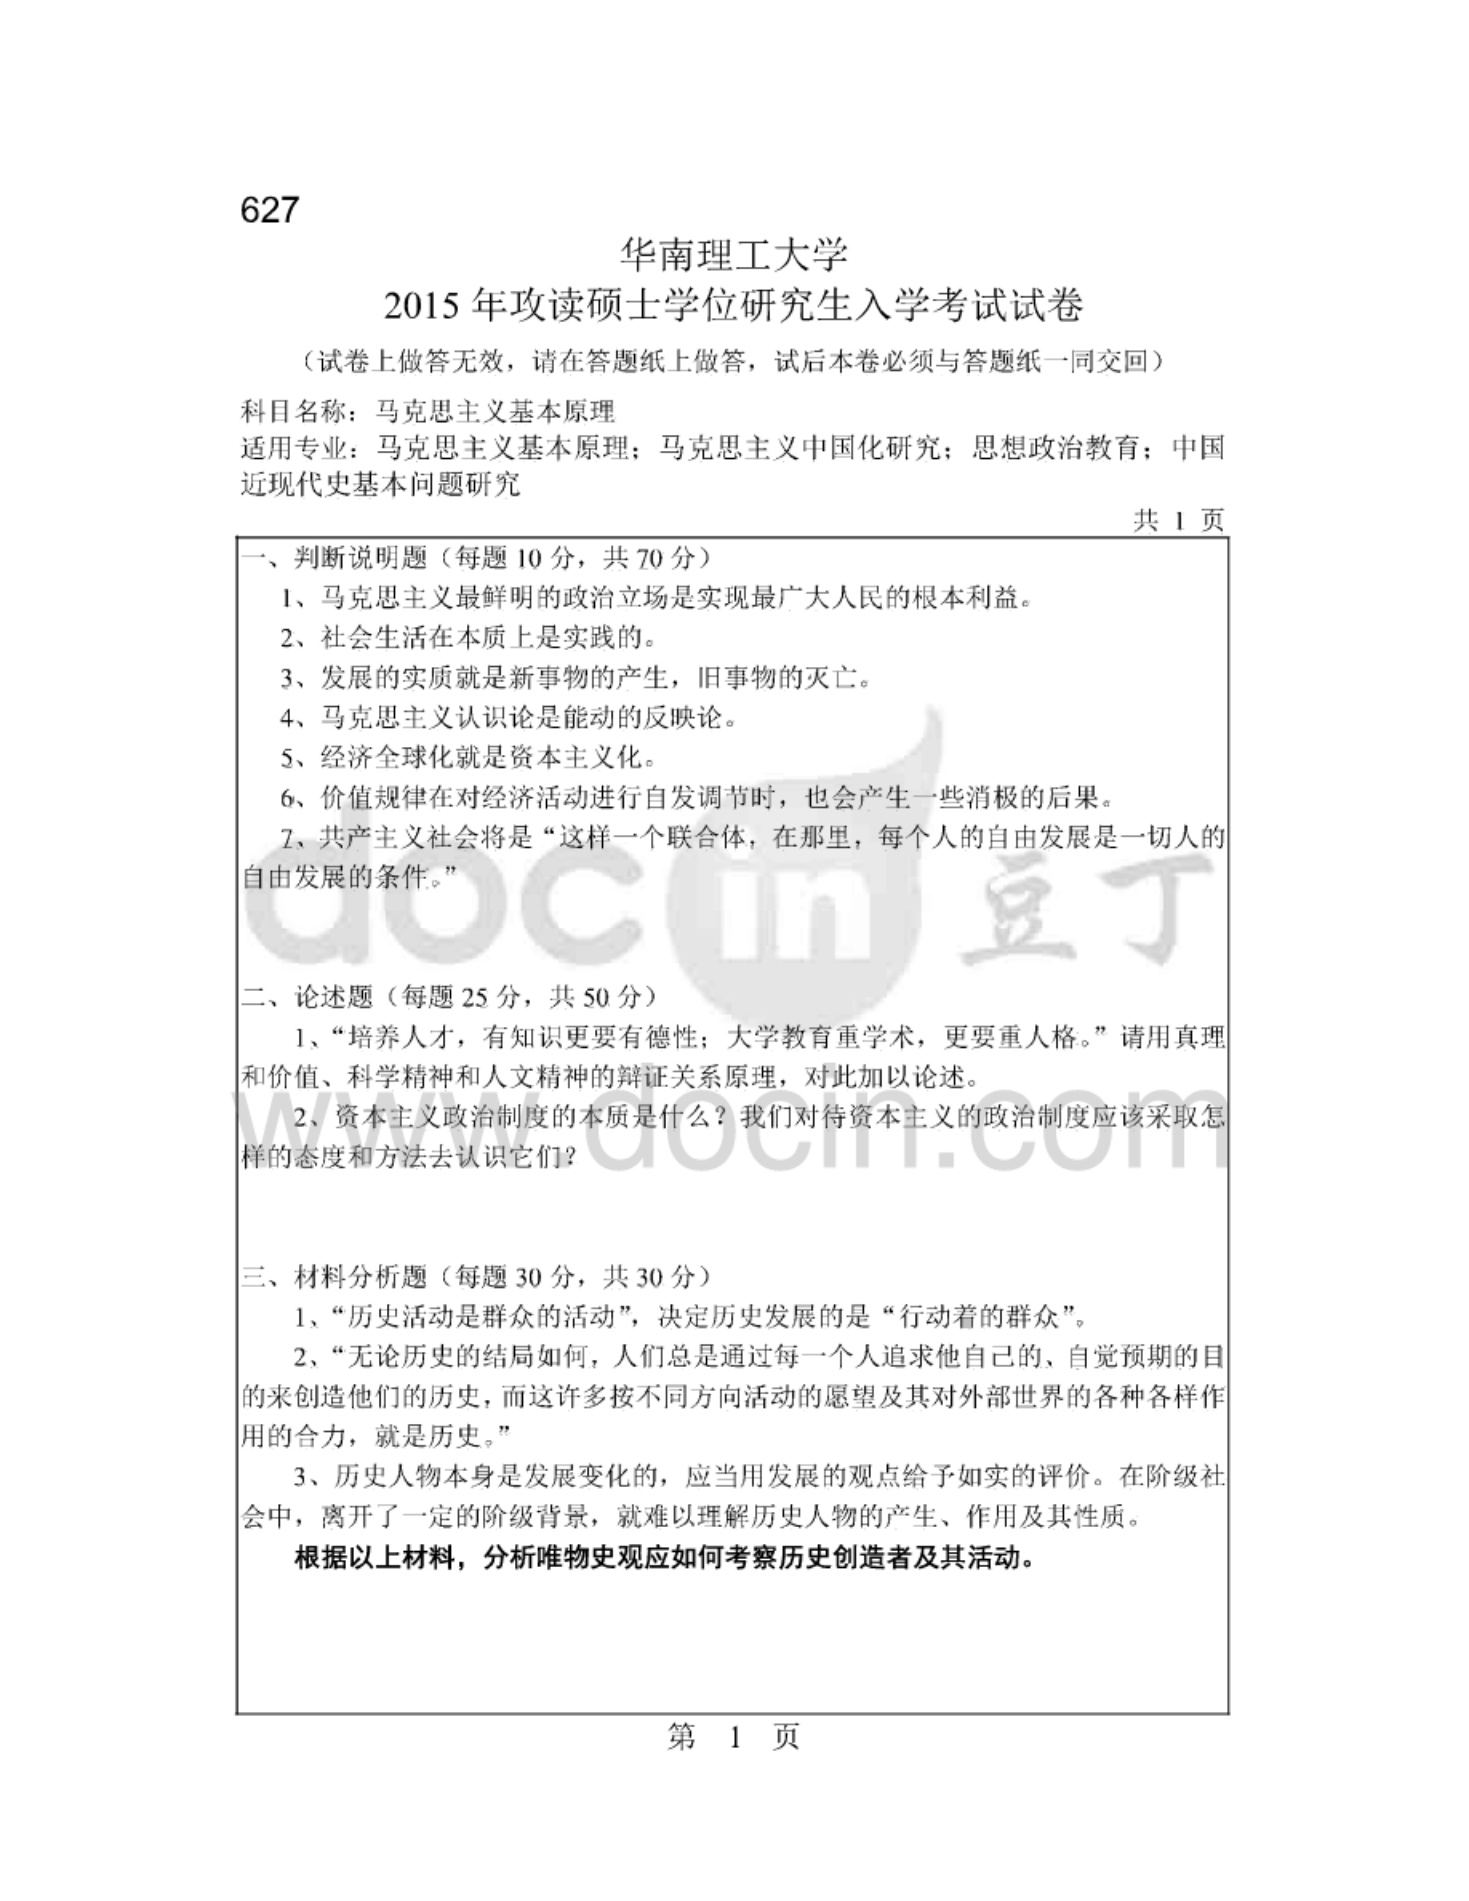 627
华南理工大学
2015 年攻读硕士学位研究生入学考试试卷
（试卷上做答无效，请在答题纸上做答，试后本卷必须与答题纸一同交回）
科目名称：马克思主义基本原理
适用专业：马克思主义基本原理；马克思主义中国化研究；思想政治教育；中国
近现代史基本问题研究
共 1 页
一、判断说明题（每题 10 分，共 70 分）
1、马克思主义最鲜明的政治立场是实现最广大人民的根本利益。
2、社会生活在本质上是实践的。
3、发展的实质就是新事物的产生，旧事物的灭亡。
4、马克思主义认识论是能动的反映论。
5、经济全球化就是资本主义化。
6、价值规律在对经济活动进行自发调节时，也会产生一些消极的后果。
7、共产主义社会将是“这样一个联合体，在那里，每个人的自由发展是一切人的
自由发展的条件。”
docin 豆丁
二、论述题（每题 25 分，共 50 分）
1、“培养人才，有知识更要有德性；大学教育重学术，更要重人格。”请用真理
和价值、科学精神和人文精神的辩证关系原理，对此加以论述。
www.docin.com
2、资本主义政治制度的本质是什么？我们对待资本主义的政治制度应该采取怎
样的态度和方法去认识它们？
三、材料分析题（每题 30 分，共 30 分）
1、“历史活动是群众的活动”，决定历史发展的是“行动着的群众”。
2、“无论历史的结局如何，人们总是通过每一个人追求他自己的、自觉预期的目
的来创造他们的历史，而这许多按不同方向活动的愿望及其对外部世界的各种各样作
用的合力，就是历史。”
3、历史人物本身是发展变化的，应当用发展的观点给予如实的评价。在阶级社
会中，离开了一定的阶级背景，就难以理解历史人物的产生、作用及其性质。
根据以上材料，分析唯物史观应如何考察历史创造者及其活动。
第 1 页